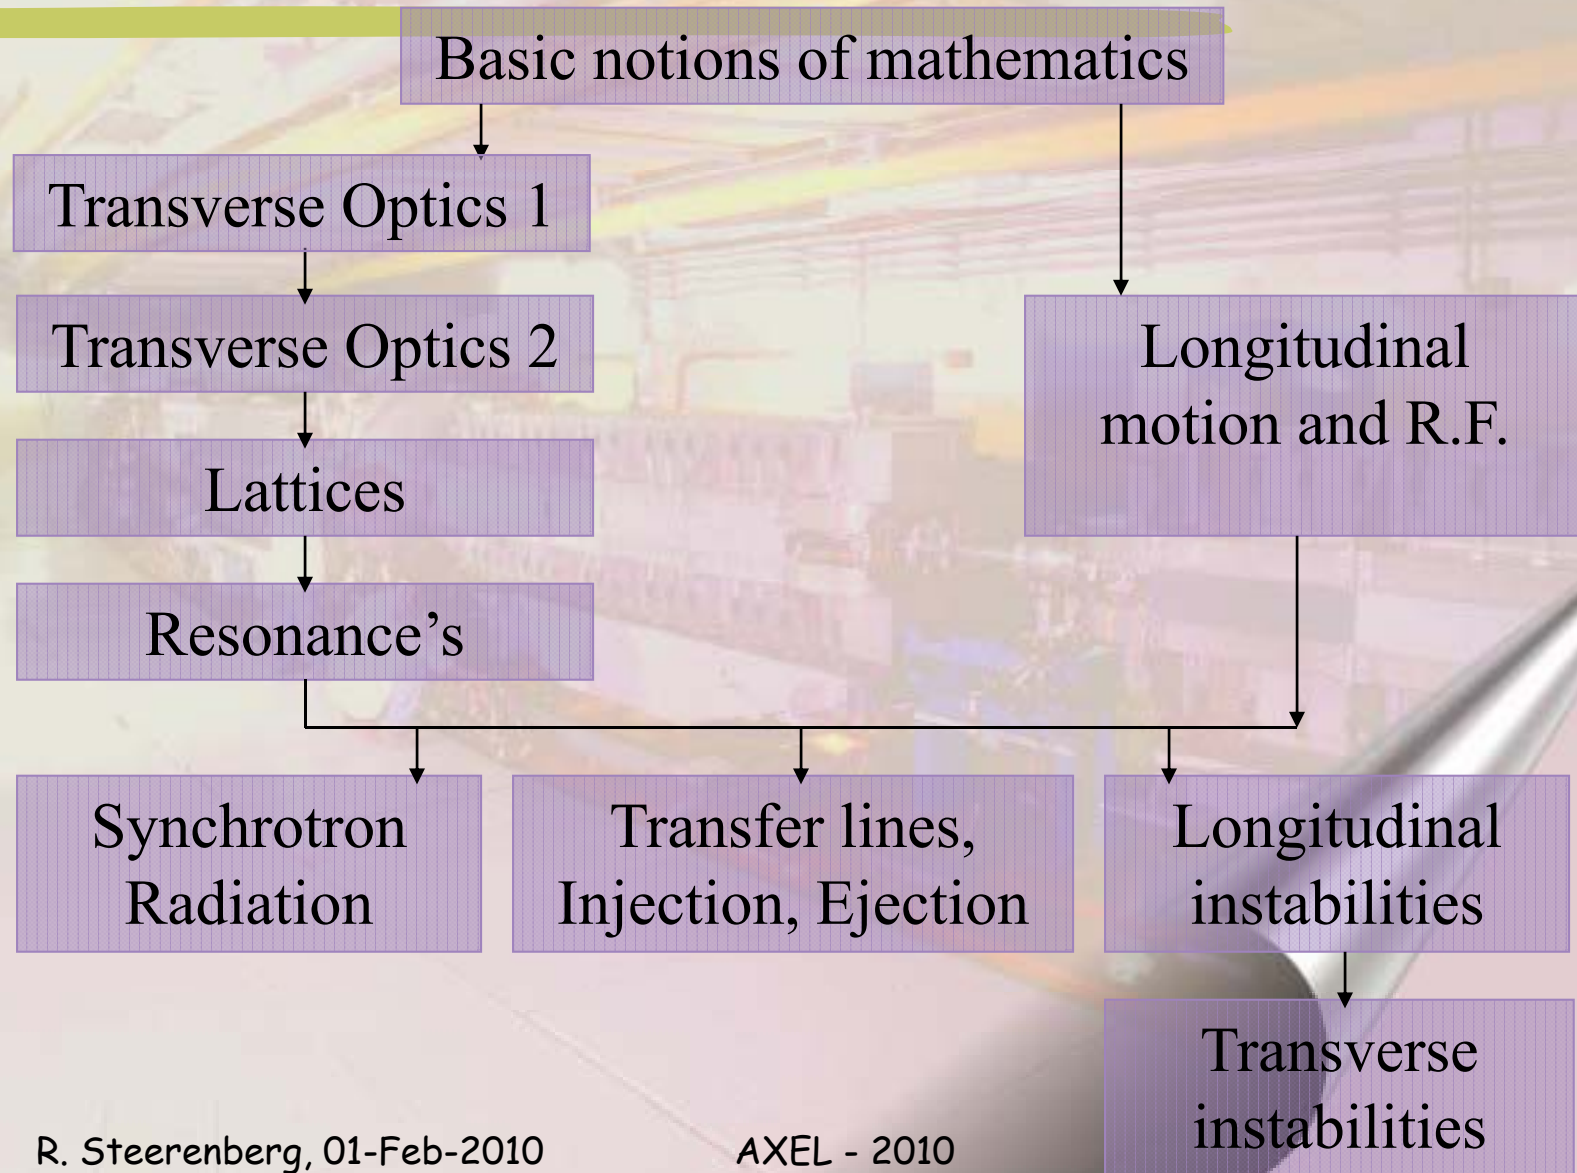 Basic notions of mathematics
Transverse Optics 1
Transverse Optics 2
Longitudinal
motion and R.F.
Lattices
Resonance’s
Synchrotron
Radiation
Transfer lines,
Injection, Ejection
Longitudinal
instabilities
Transverse
instabilities
R. Steerenberg, 01-Feb-2010
AXEL - 2010